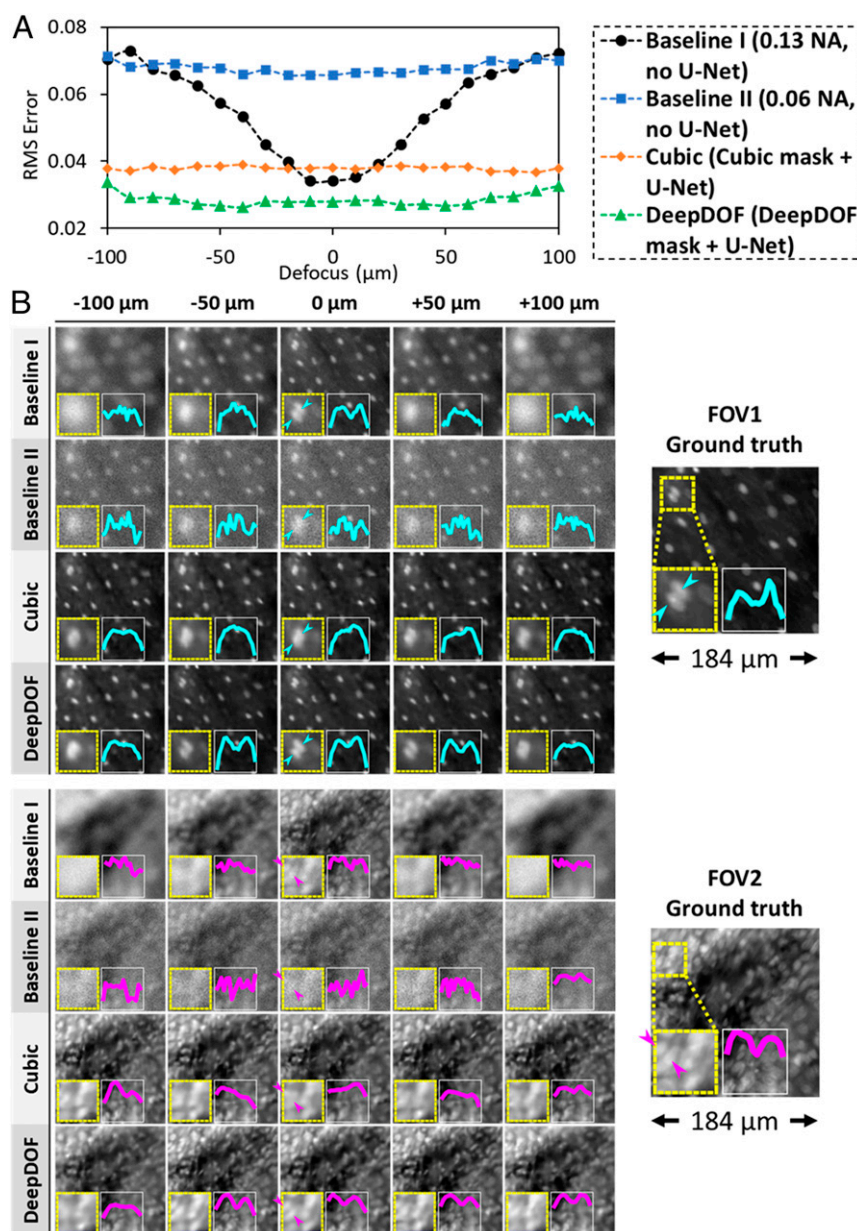 A
0.08
0.06
0.04
0.02
RMS Error
-100
-50
0
50
100
Defocus (µm)
Baseline I (0.13 NA,
no U-Net)
Baseline II (0.06 NA,
no U-Net)
Cubic (Cubic mask +
U-Net)
DeepDOF (DeepDOF
mask + U-Net)
B
-100 µm
-50 µm
0 µm
+50 µm
+100 µm
Baseline I
Baseline II
Cubic
DeepDOF
FOV1
Ground truth
184 µm
Baseline I
Baseline II
Cubic
DeepDOF
FOV2
Ground truth
184 µm